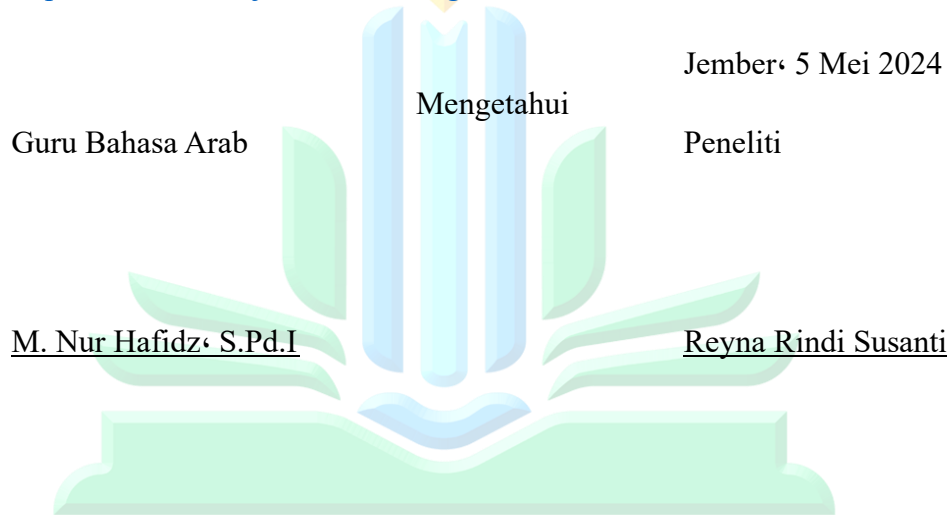 Jember، 5 Mei 2024
Mengetahui
Guru Bahasa Arab Peneliti
M. Nur Hafidz، S.Pd.I Reyna Rindi Susanti